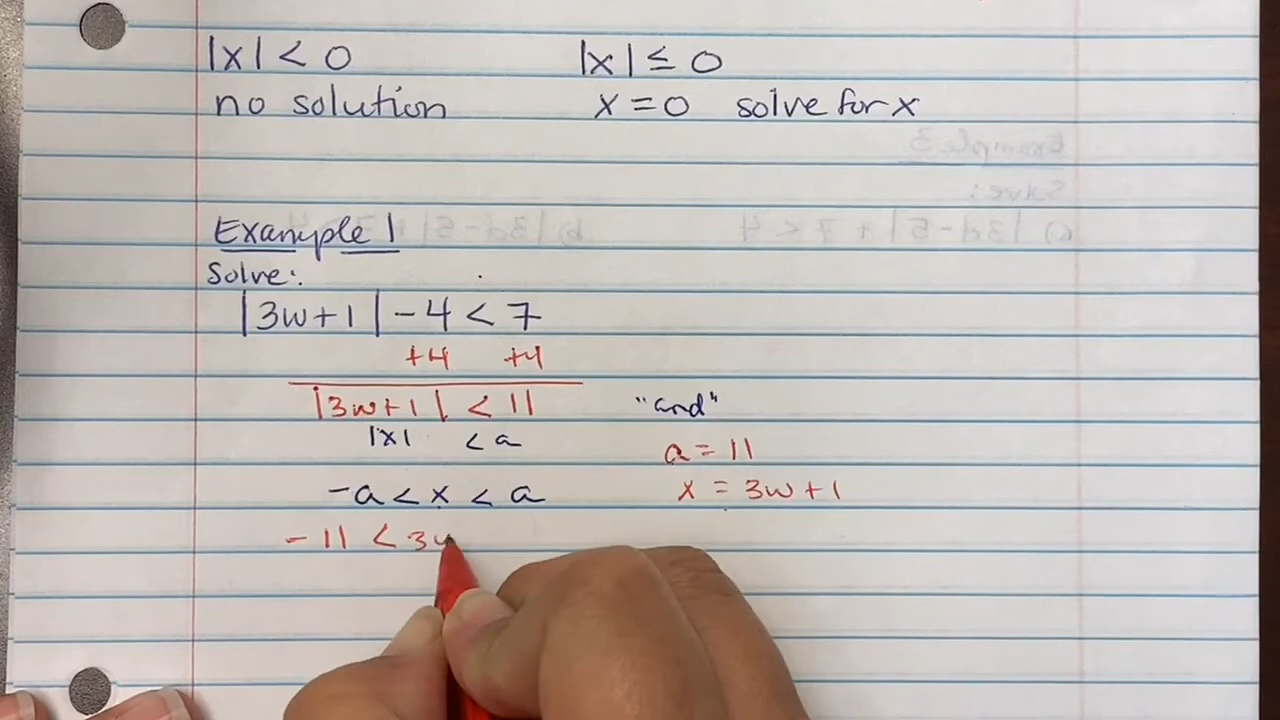 |x| < 0 |x| ≤ 0
no solution x = 0 solve for x
Example 1
Solve:
|3w+1| - 4 < 7
+4 +4
|3w+1| < 11 "and"
|x| < a a = 11
-a < x < a x = 3w + 1
-11 < 3w